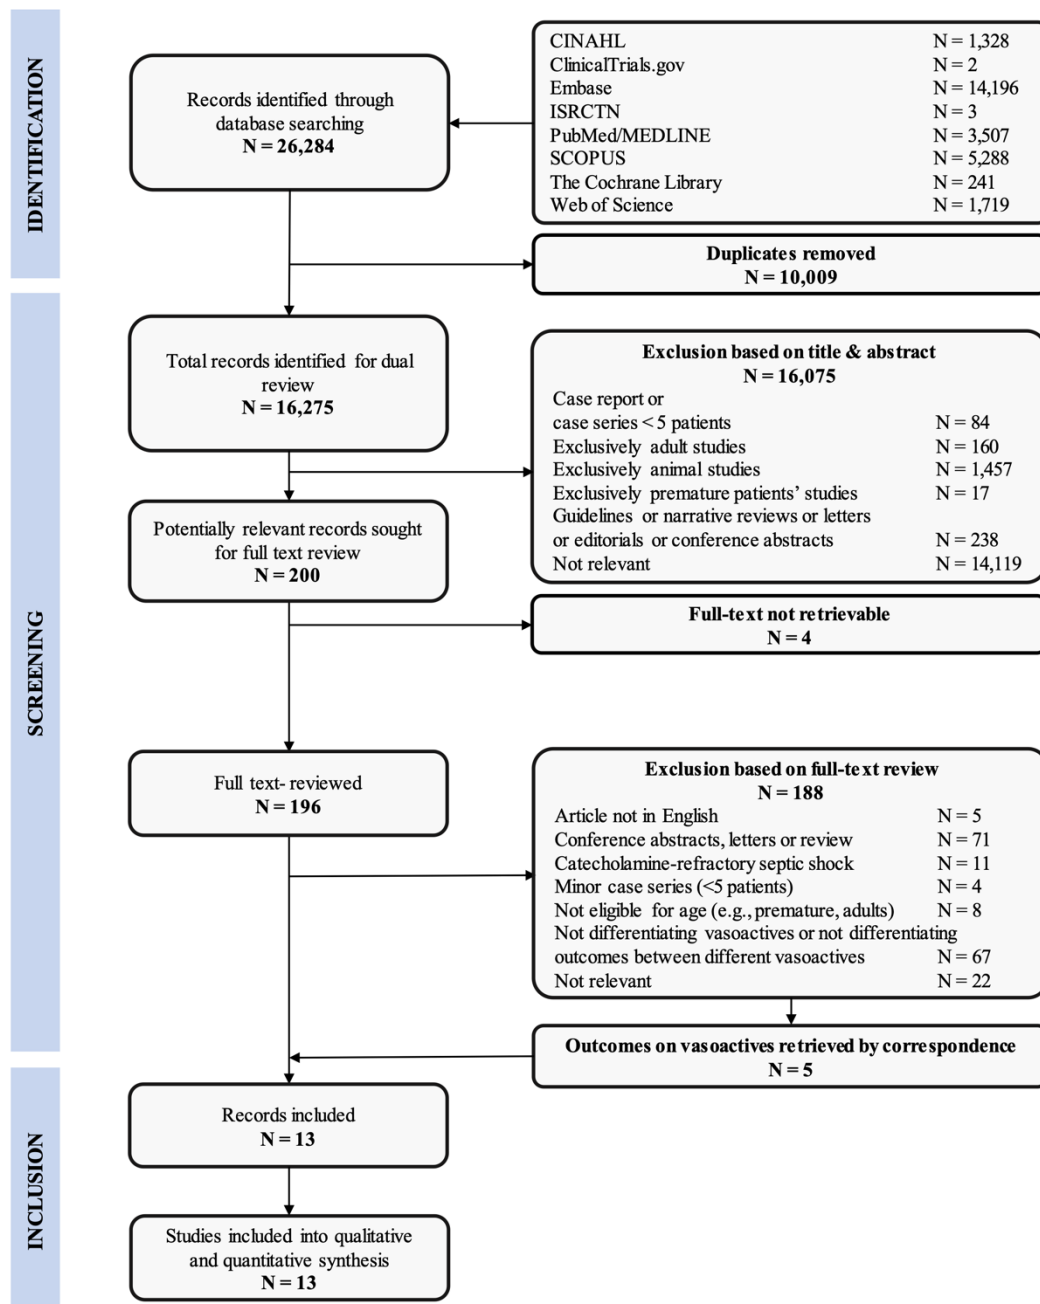 IDENTIFICATION
Records identified through
database searching
N = 26,284
CINAHL N = 1,328
ClinicalTrials.gov N = 2
Embase N = 14,196
ISRCTN N = 3
PubMed/MEDLINE N = 3,507
SCOPUS N = 5,288
The Cochrane Library N = 241
Web of Science N = 1,719
Duplicates removed
N = 10,009
SCREENING
Total records identified for dual
review
N = 16,275
Exclusion based on title & abstract
N = 16,075
Case report or
case series < 5 patients N = 84
Exclusively adult studies N = 160
Exclusively animal studies N = 1,457
Exclusively premature patients' studies N = 17
Guidelines or narrative reviews or letters
or editorials or conference abstracts N = 238
Not relevant N = 14,119
Potentially relevant records sought
for full text review
N = 200
Full-text not retrievable
N = 4
Full text- reviewed
N = 196
Exclusion based on full-text review
N = 188
Article not in English N = 5
Conference abstracts, letters or review N = 71
Catecholamine-refractory septic shock N = 11
Minor case series (<5 patients) N = 4
Not eligible for age (e.g., premature, adults) N = 8
Not differentiating vasoactives or not differentiating
outcomes between different vasoactives N = 67
Not relevant N = 22
Outcomes on vasoactives retrieved by correspondence
N = 5
INCLUSION
Records included
N = 13
Studies included into qualitative
and quantitative synthesis
N = 13